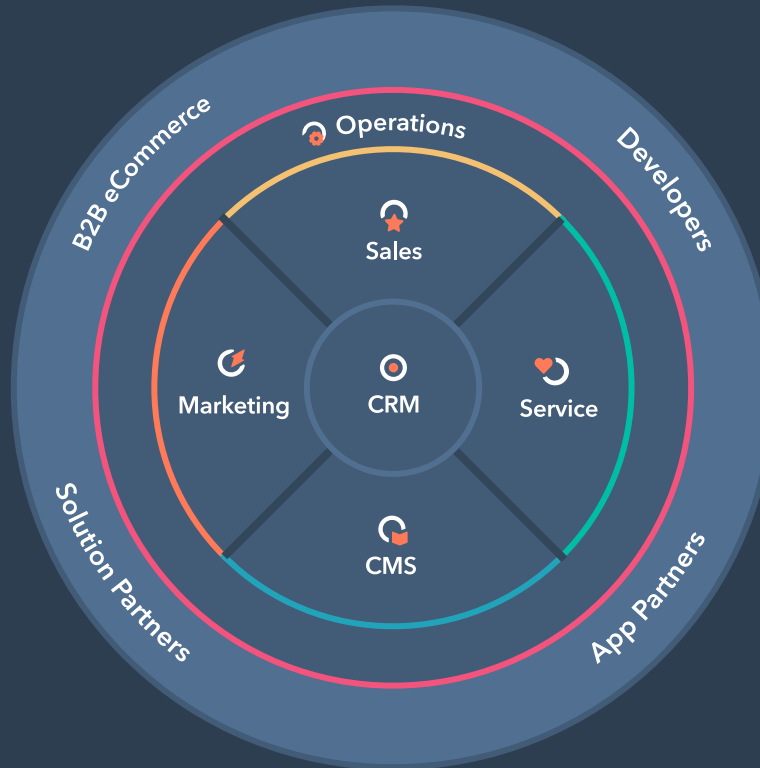 B2B eCommerce
Developers
Operations
Sales
Marketing
CRM
Service
CMS
Solution Partners
App Partners